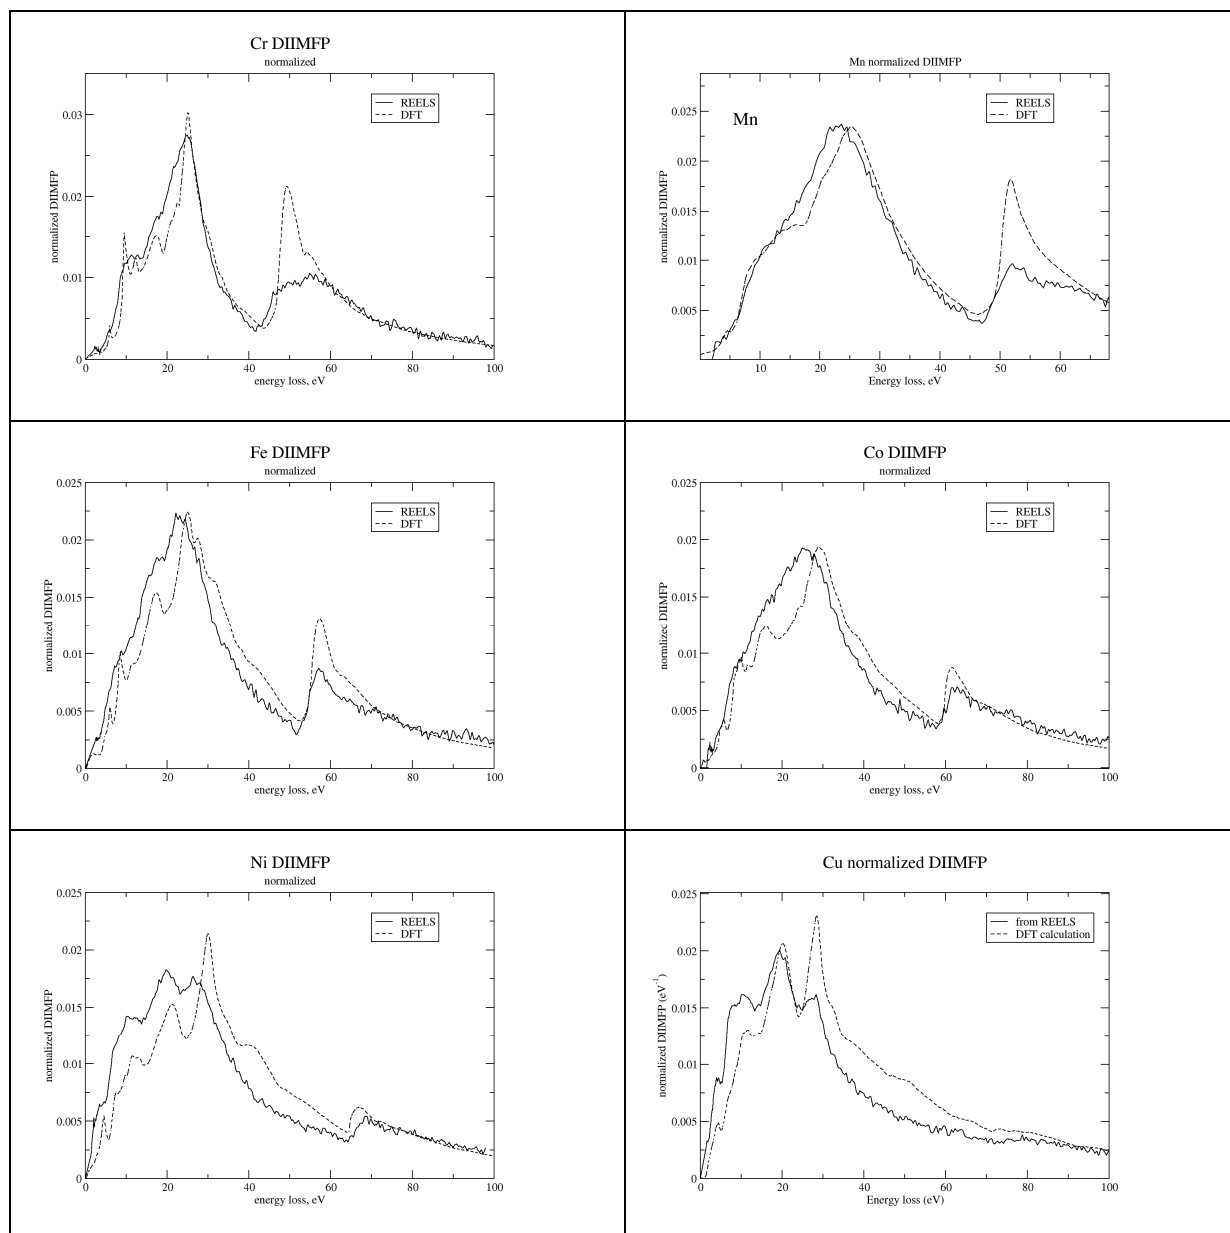 Cr DIIMFP
normalized
REELS
DFT
normalized DIIMFP
0.03
0.02
0.01
0
0 20 40 60 80 100
energy loss, eV
Mn normalized DIIMFP
Mn
REELS
DFT
normalized DIIMFP
0.025
0.02
0.015
0.01
0.005
10 20 30 40 50 60
Energy loss, eV
Fe DIIMFP
normalized
REELS
DFT
normalized DIIMFP
0.025
0.02
0.015
0.01
0.005
0
0 20 40 60 80 100
energy loss, eV
Co DIIMFP
normalized
REELS
DFT
normlizec DIIMFP
0.025
0.02
0.015
0.01
0.005
0
0 20 40 60 80 100
energy loss, eV
Ni DIIMFP
normalized
REELS
DFT
normalized DIIMFP
0.025
0.02
0.015
0.01
0.005
0
0 20 40 60 80 100
energy loss, eV
Cu normalized DIIMFP
from REELS
DFT calculation
normalized DIIMFP (eV⁻¹)
0.025
0.02
0.015
0.01
0.005
0
0 20 40 60 80 100
Energy loss (eV)